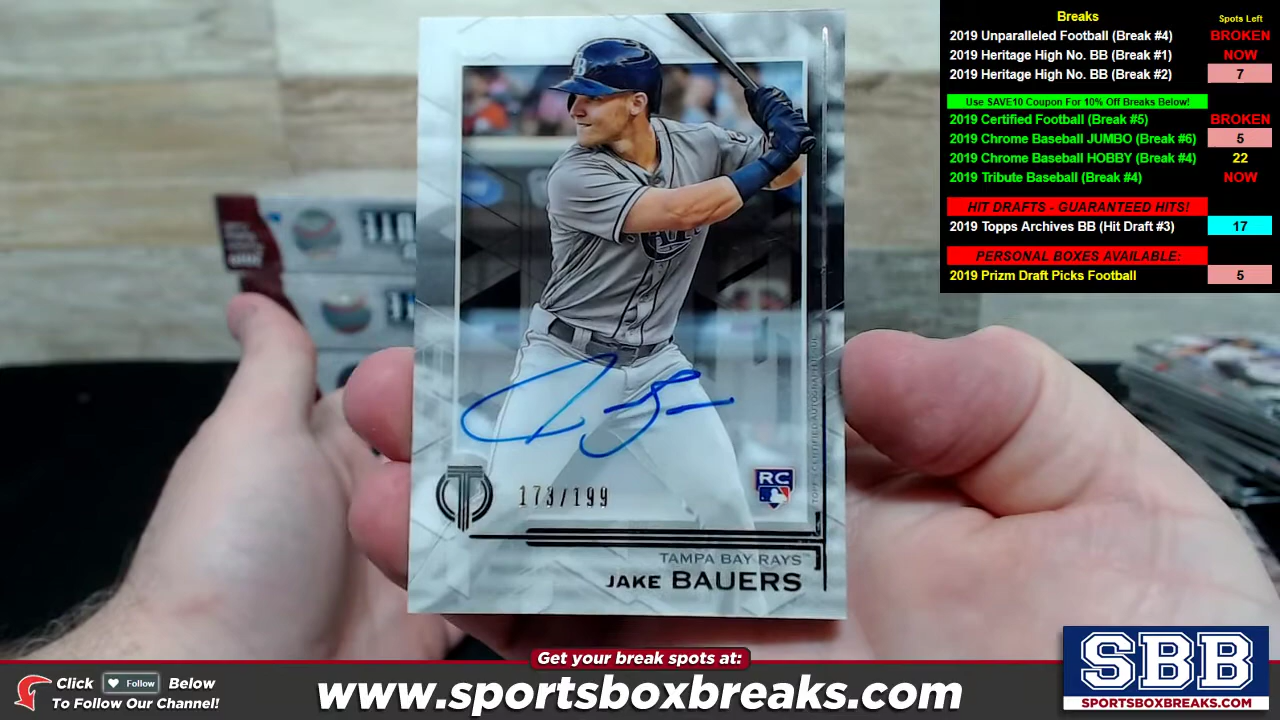 Breaks Spots Left
2019 Unparalleled Football (Break #4) BROKEN
2019 Heritage High No. BB (Break #1) NOW
2019 Heritage High No. BB (Break #2) 7
Use SAVE10 Coupon For 10% Off Breaks Below!
2019 Certified Football (Break #5) BROKEN
2019 Chrome Baseball JUMBO (Break #6) 5
2019 Chrome Baseball HOBBY (Break #4) 22
2019 Tribute Baseball (Break #4) NOW
HIT DRAFTS - GUARANTEED HITS!
2019 Topps Archives BB (Hit Draft #3) 17
PERSONAL BOXES AVAILABLE:
2019 Prizm Draft Picks Football 5
RC
173/199
TAMPA BAY RAYS™
JAKE BAUERS
Get your break spots at:
Click Follow Below
To Follow Our Channel!
www.sportsboxbreaks.com
SBB
SPORTSBOXBREAKS.COM